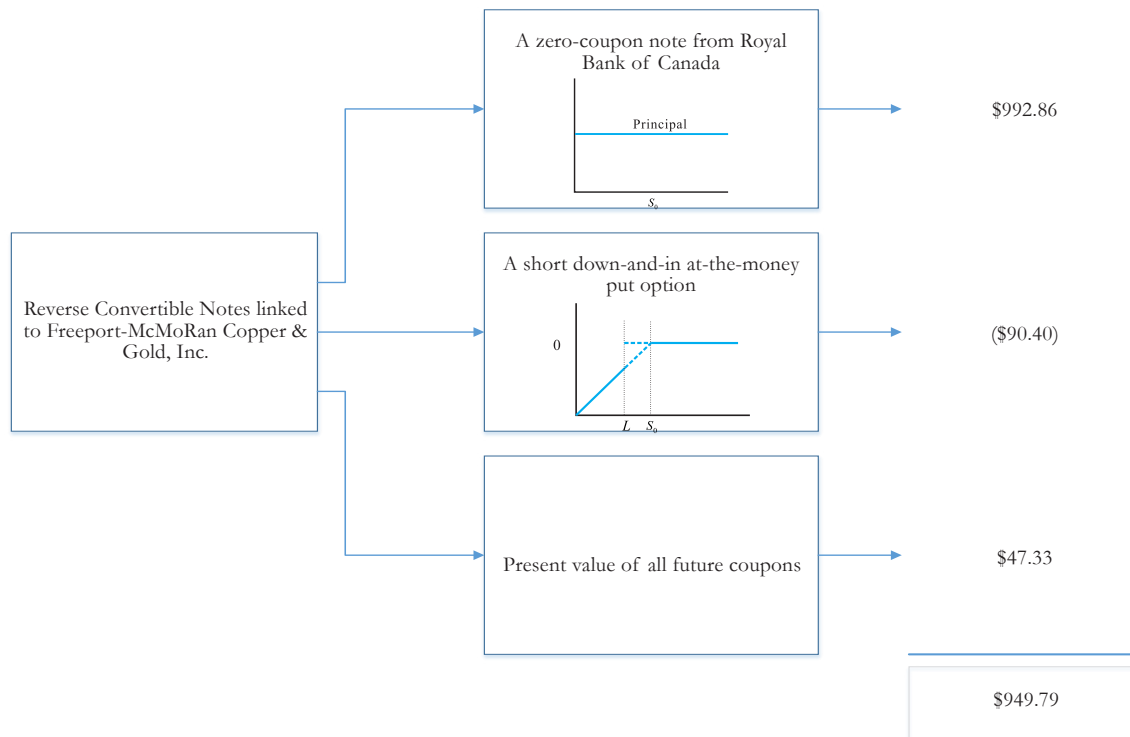 A zero-coupon note from Royal
Bank of Canada
Principal
S₀
$992.86
Reverse Convertible Notes linked
to Freeport-McMoRan Copper &
Gold, Inc.
A short down-and-in at-the-money
put option
0
L S₀
($90.40)
Present value of all future coupons
$47.33
$949.79